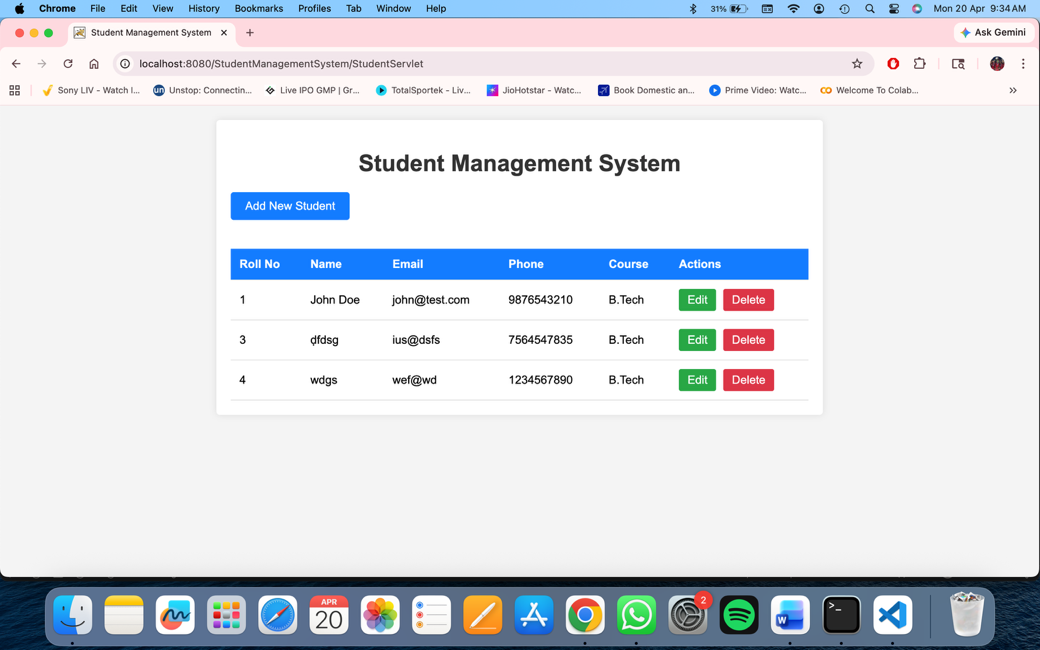 Chrome File Edit View History Bookmarks Profiles Tab Window Help 31% Mon 20 Apr 9:34 AM
Student Management System Ask Gemini
localhost:8080/StudentManagementSystem/StudentServlet
Sony LIV - Watch l... un Unstop: Connectin... Live IPO GMP | Gr... TotalSportek - Liv... JioHotstar - Watc... Book Domestic an... Prime Video: Watc... Welcome To Colab...
Student Management System
Add New Student
Roll No Name Email Phone Course Actions
1 John Doe john@test.com 9876543210 B.Tech Edit Delete
3 dfdsg ius@dsfs 7564547835 B.Tech Edit Delete
4 wdgs wef@wd 1234567890 B.Tech Edit Delete
APR
20
2
W
>_